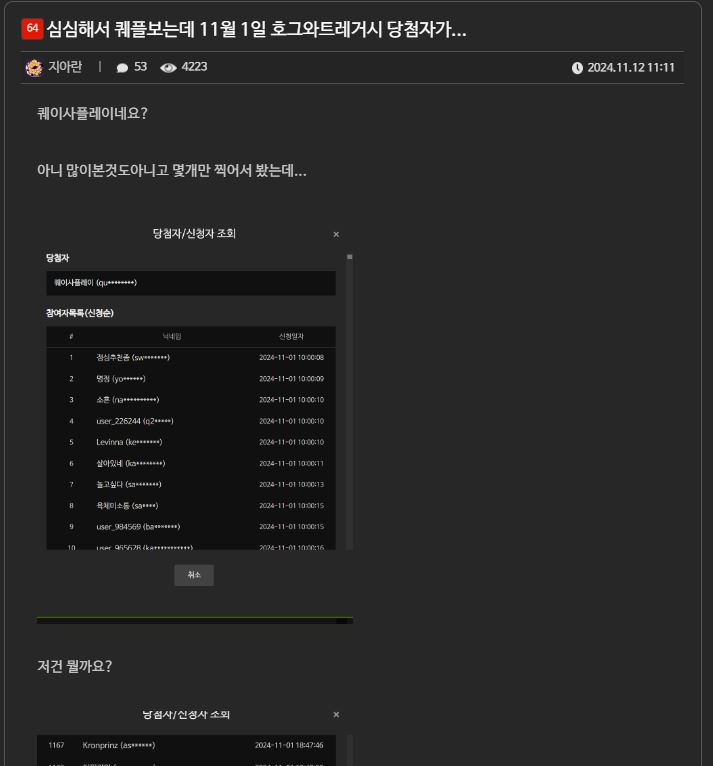 64 심심해서 퀘플보는데 11월 1일 호그와트레거시 당첨자가...
지아란 | 53 4223 2024.11.12 11:11
퀘이사플레이네요?
아니 많이본것도아니고 몇개만 찍어서 봤는데...
당첨자/신청자 조회 ×
당첨자
퀘이사플레이 (qu********)
참여자목록(신청순)
# 닉네임 신청일자
1 점심추천좀 (sw*******) 2024-11-01 10:00:08
2 명정 (yo******) 2024-11-01 10:00:09
3 소흔 (na**********) 2024-11-01 10:00:10
4 user_226244 (q2*****) 2024-11-01 10:00:10
5 Levinna (ke*******) 2024-11-01 10:00:10
6 살아있네 (ka********) 2024-11-01 10:00:11
7 놀고싶다 (sa*******) 2024-11-01 10:00:13
8 육체미소동 (sa****) 2024-11-01 10:00:15
9 user_984569 (ba*******) 2024-11-01 10:00:15
10 user_965628 (ka***********) 2024-11-01 10:00:16
취소
저건 뭘까요?
당첨자/신청자 조회 ×
1167 Kronprinz (as******) 2024-11-01 18:47:46